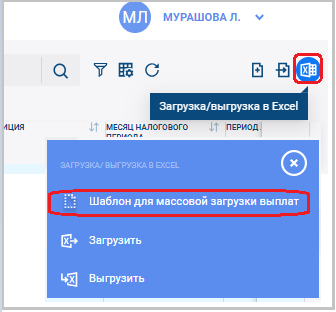 МЛ МУРАШОВА Л.
Загрузка/выгрузка в Excel
ИЦИЯ МЕСЯЦ НАЛОГОВОГО ПЕРИОДА ПЕРИОД
ЗАГРУЗКА/ ВЫГРУЗКА В EXCEL
Шаблон для массовой загрузки выплат
Загрузить
Выгрузить